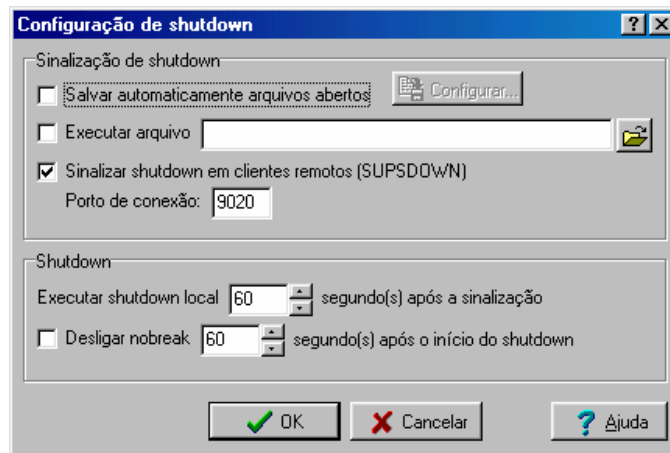 Configuração de shutdown
Sinalização de shutdown
Salvar automaticamente arquivos abertos
Configurar...
Executar arquivo
Sinalizar shutdown em clientes remotos (SUPSDOWN)
Porto de conexão: 9020
Shutdown
Executar shutdown local 60 segundo(s) após a sinalização
Desligar nobreak 60 segundo(s) após o início do shutdown
OK
Cancelar
? Ajuda